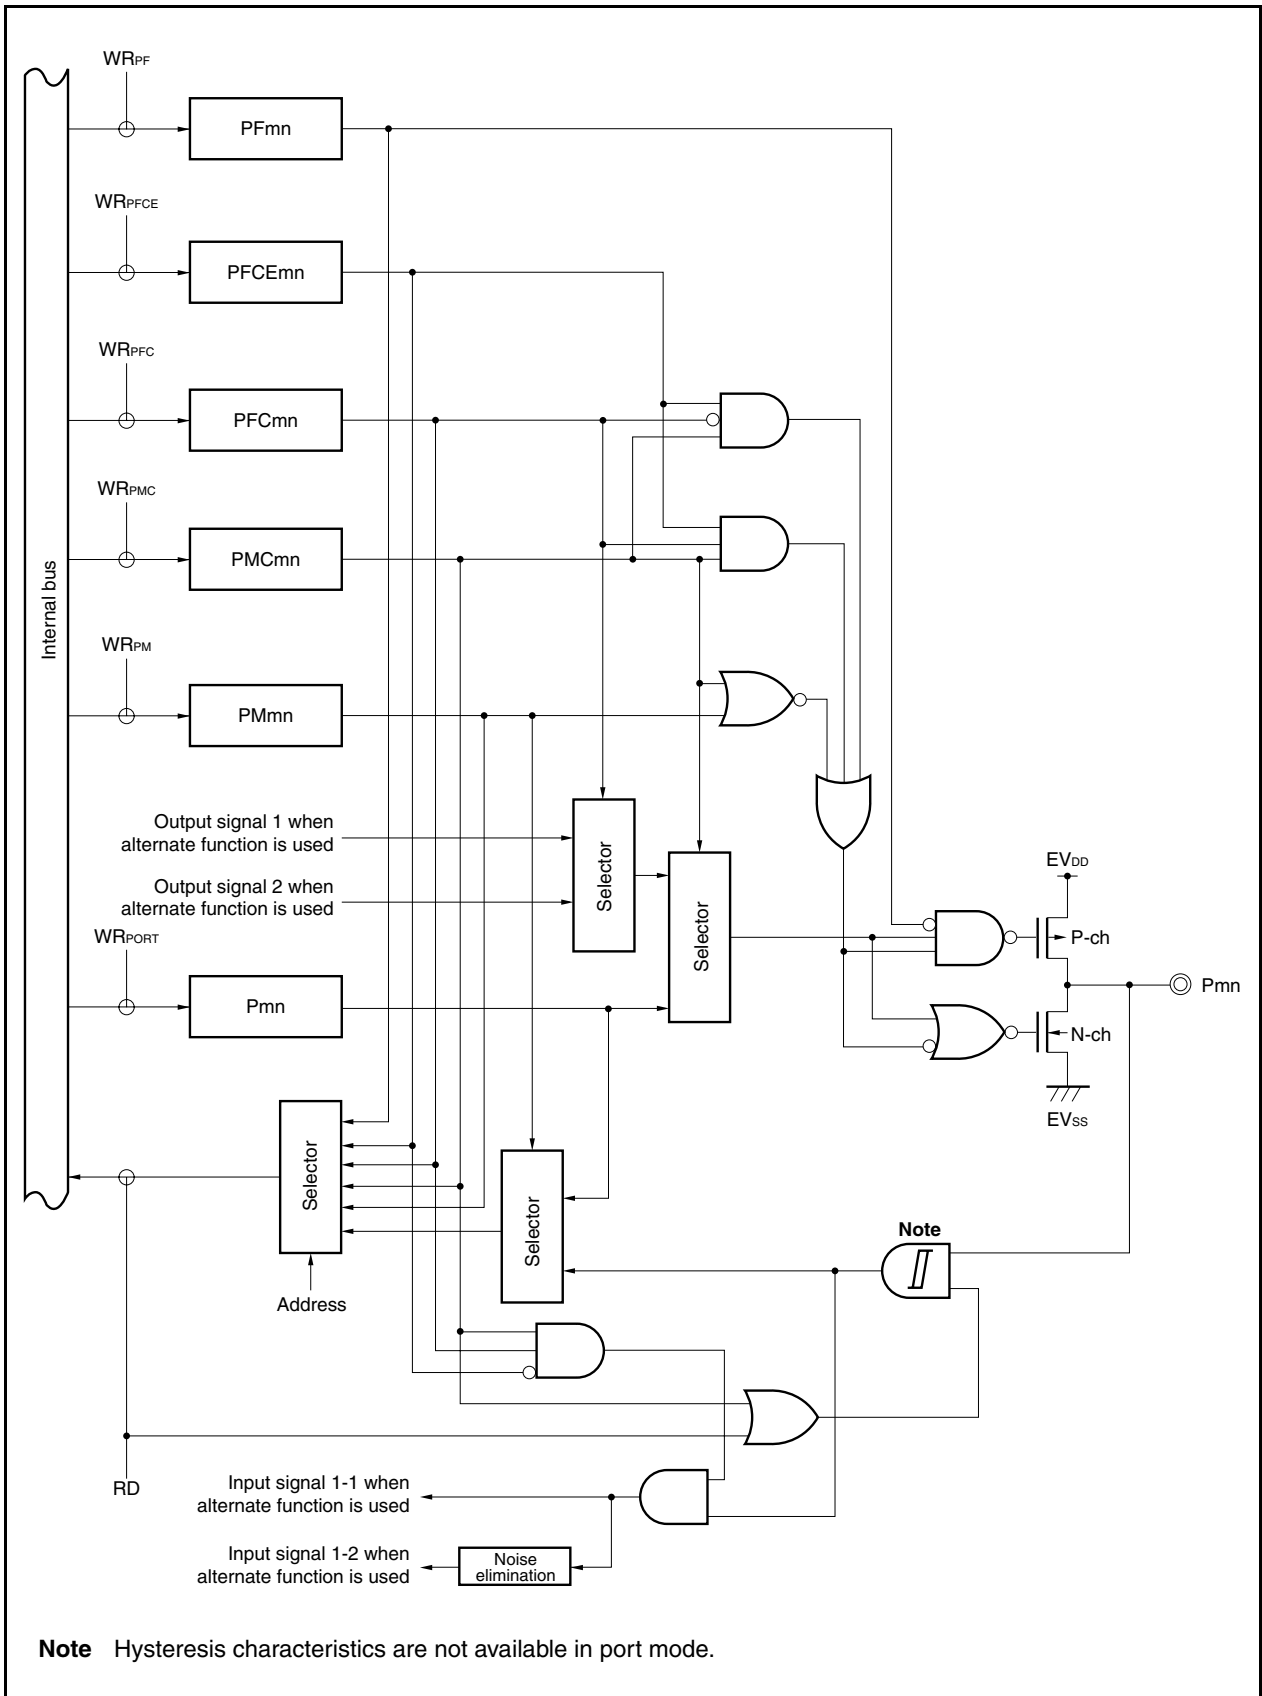 WRPF
PFmn
WRPFCE
PFCEmn
WRPFC
PFCmn
WRPMC
PMCmn
Internal bus
WRPM
PMmn
Output signal 1 when
alternate function is used
Output signal 2 when
alternate function is used
Selector
Selector
WRPORT
Pmn
EVDD
P-ch
Pmn
N-ch
EVSS
Selector
Selector
Address
Note
RD
Input signal 1-1 when
alternate function is used
Input signal 1-2 when
alternate function is used
Noise
elimination
Note Hysteresis characteristics are not available in port mode.